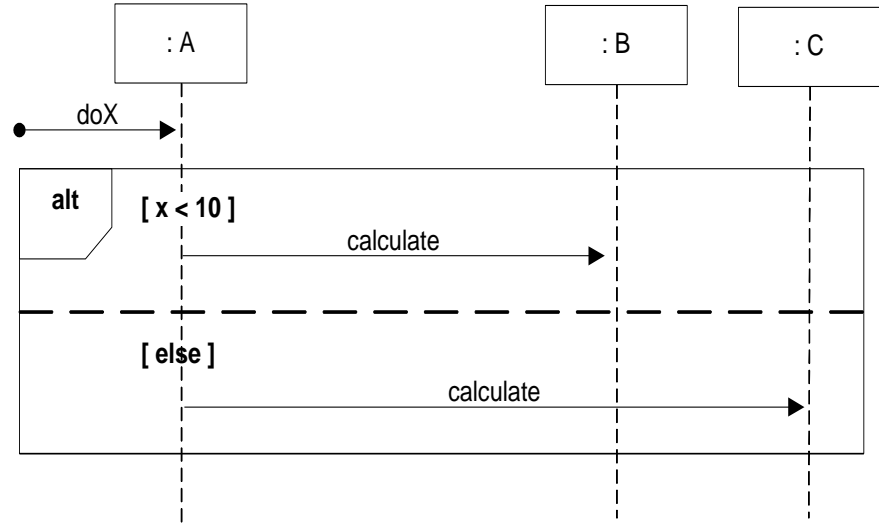 : A
: B
: C
doX
alt
[ x < 10 ]
calculate
[ else ]
calculate